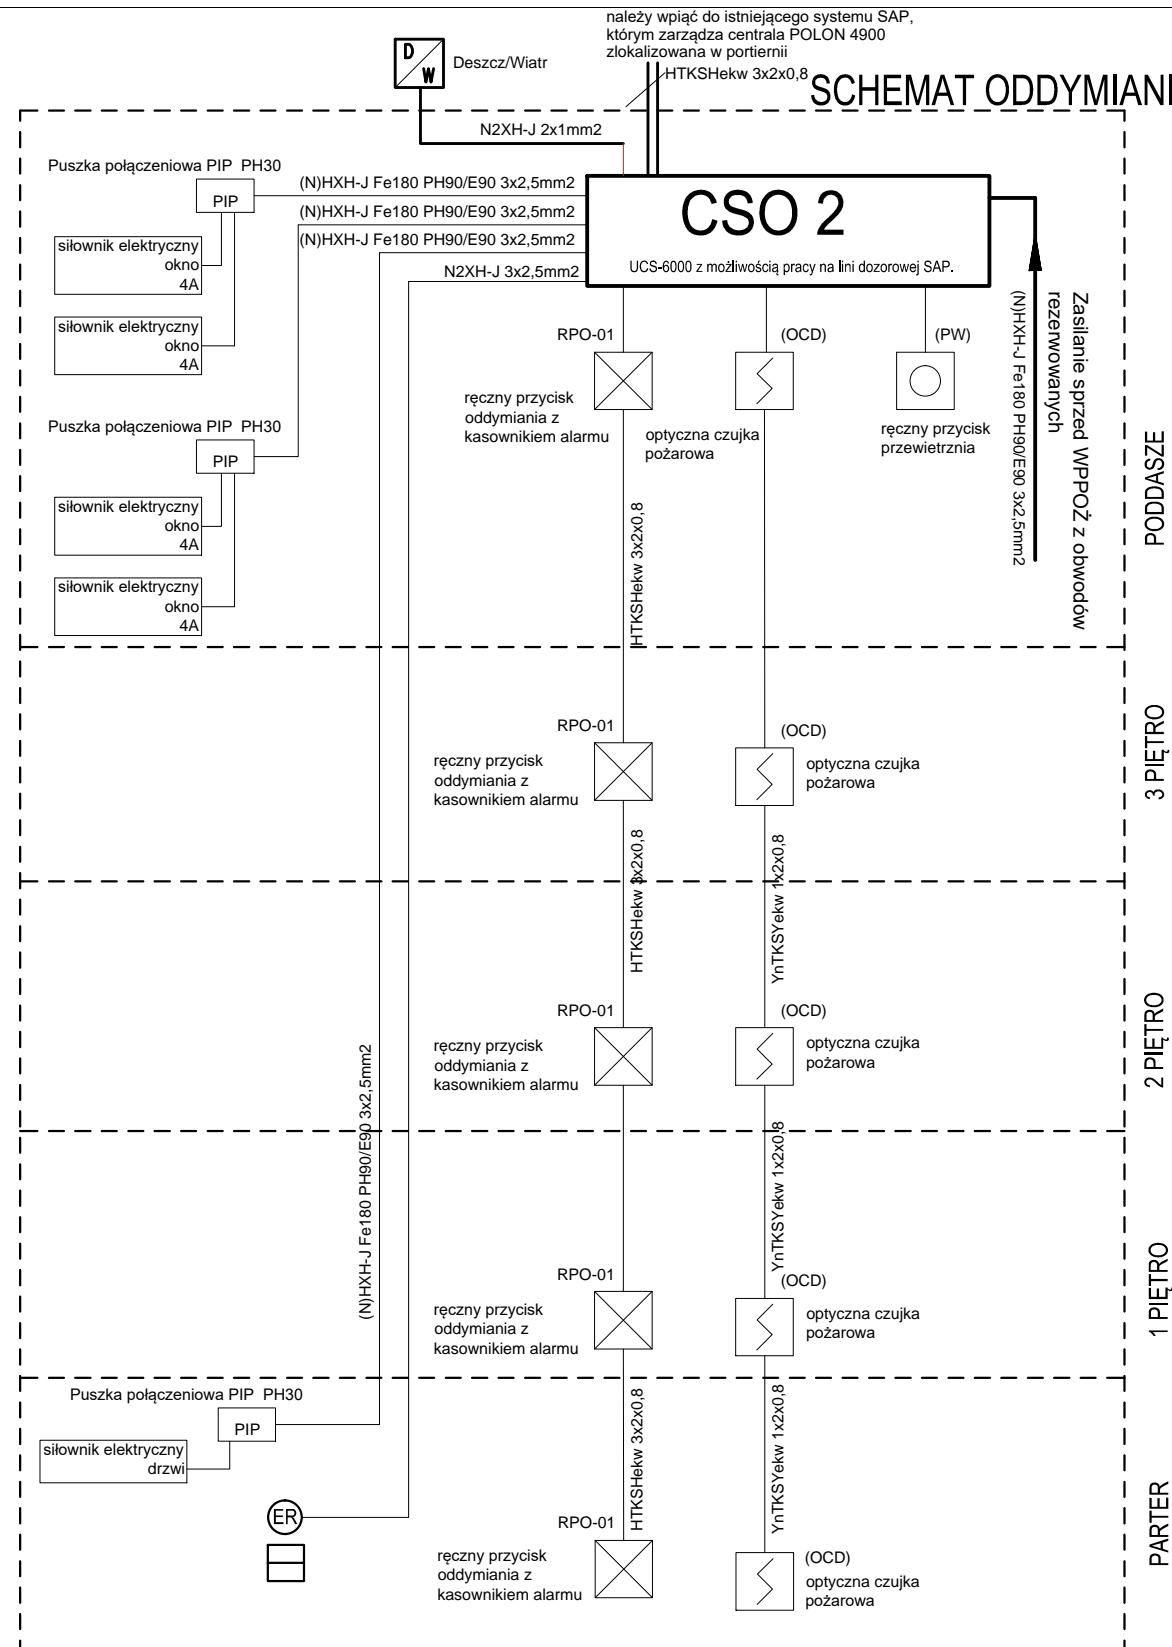 należy wpiąć do istniejącego systemu SAP,
którym zarządza centrala POLON 4900
zlokalizowana w portiernii
D
W
Deszcz/Wiatr
HTKSHekw 3x2x0,8
SCHEMAT ODDYMIANI
N2XH-J 2x1mm2
Puszka połączeniowa PIP PH30
PIP
(N)HXH-J Fe180 PH90/E90 3x2,5mm2
(N)HXH-J Fe180 PH90/E90 3x2,5mm2
(N)HXH-J Fe180 PH90/E90 3x2,5mm2
N2XH-J 3x2,5mm2
CSO 2
UCS-6000 z możliwością pracy na lini dozorowej SAP.
siłownik elektryczny
okno
4A
siłownik elektryczny
okno
4A
RPO-01
(OCD)
(PW)
ręczny przycisk
oddymiania z
kasownikiem alarmu
optyczna czujka
pożarowa
ręczny przycisk
przewietrznia
Zasilanie sprzed WPPOŻ z obwodów
rezerwowanych
(N)HXH-J Fe180 PH90/E90 3x2,5mm2
PODDASZE
Puszka połączeniowa PIP PH30
PIP
siłownik elektryczny
okno
4A
siłownik elektryczny
okno
4A
HTKSHekw 3x2x0,8
RPO-01
(OCD)
ręczny przycisk
oddymiania z
kasownikiem alarmu
optyczna czujka
pożarowa
3 PIĘTRO
HTKSHekw 3x2x0,8
YnTKSYekw 1x2x0,8
RPO-01
(OCD)
ręczny przycisk
oddymiania z
kasownikiem alarmu
optyczna czujka
pożarowa
2 PIĘTRO
(N)HXH-J Fe180 PH90/E90 3x2,5mm2
YnTKSYekw 1x2x0,8
RPO-01
(OCD)
ręczny przycisk
oddymiania z
kasownikiem alarmu
optyczna czujka
pożarowa
1 PIĘTRO
Puszka połączeniowa PIP PH30
PIP
siłownik elektryczny
drzwi
HTKSHekw 3x2x0,8
YnTKSYekw 1x2x0,8
ER
RPO-01
(OCD)
ręczny przycisk
oddymiania z
kasownikiem alarmu
optyczna czujka
pożarowa
PARTER